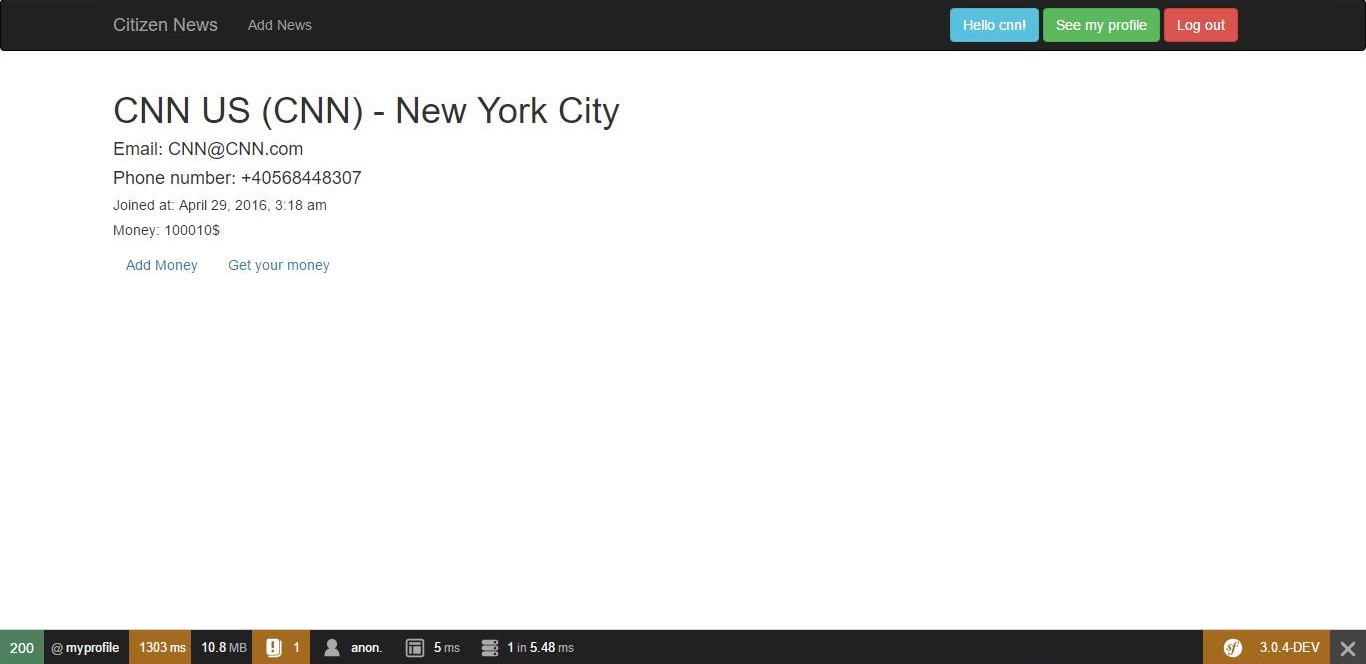 Citizen News Add News Hello cnn! See my profile Log out
CNN US (CNN) - New York City
Email: CNN@CNN.com
Phone number: +40568448307
Joined at: April 29, 2016, 3:18 am
Money: 100010$
Add Money Get your money
200 @ myprofile 1303 ms 10.8 MB 1 anon. 5 ms 1 in 5.48 ms sf 3.0.4-DEV